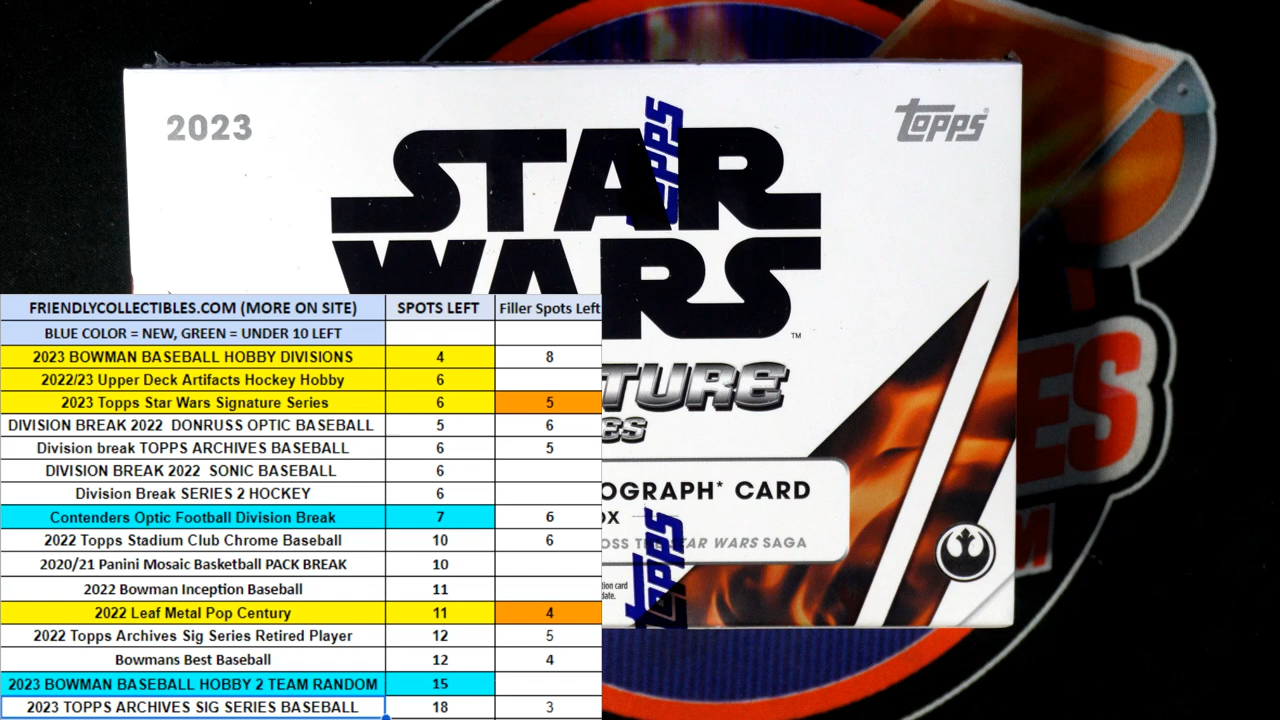 2023
topps
STAR
WARS
TM
TURE
ES
OGRAPH* CARD
OX
OSS THE STAR WARS SAGA
tion card
date.
TOPPS
TOPPS
ES
M
FRIENDLYCOLLECTIBLES.COM (MORE ON SITE) SPOTS LEFT Filler Spots Left
BLUE COLOR = NEW, GREEN = UNDER 10 LEFT
2023 BOWMAN BASEBALL HOBBY DIVISIONS 4 8
2022/23 Upper Deck Artifacts Hockey Hobby 6
2023 Topps Star Wars Signature Series 6 5
DIVISION BREAK 2022 DONRUSS OPTIC BASEBALL 5 6
Division break TOPPS ARCHIVES BASEBALL 6 5
DIVISION BREAK 2022 SONIC BASEBALL 6
Division Break SERIES 2 HOCKEY 6
Contenders Optic Football Division Break 7 6
2022 Topps Stadium Club Chrome Baseball 10 6
2020/21 Panini Mosaic Basketball PACK BREAK 10
2022 Bowman Inception Baseball 11
2022 Leaf Metal Pop Century 11 4
2022 Topps Archives Sig Series Retired Player 12 5
Bowmans Best Baseball 12 4
2023 BOWMAN BASEBALL HOBBY 2 TEAM RANDOM 15
2023 TOPPS ARCHIVES SIG SERIES BASEBALL 18 3